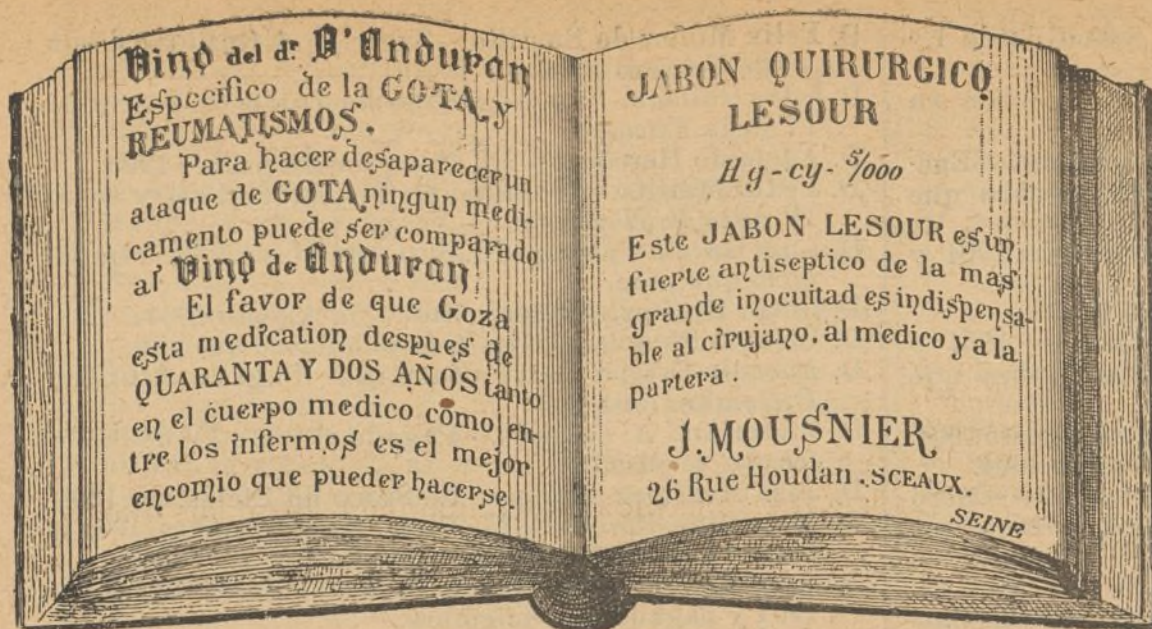 Vino del dr. D'Anduran
Especifico de la GOTA y
REUMATISMOS.
Para hacer desaparecer un
ataque de GOTA ningun medi-
camento puede ser comparado
al Vino de Anduran
El favor de que Goza
esta medication despues de
QUARANTA Y DOS AÑOS tanto
en el cuerpo medico como en-
tre los infermos es el mejor
encomio que pueder hacerse.
JABON QUIRURGICO
LESOUR
Hg-cy- 5/000
Este JABON LESOUR es un
fuerte antiseptico de la mas
grande inocuitad es indispensa-
ble al cirujano, al medico y a la
partera.
J. MOUSNIER
26 Rue Houdan. SCEAUX.
SEINE